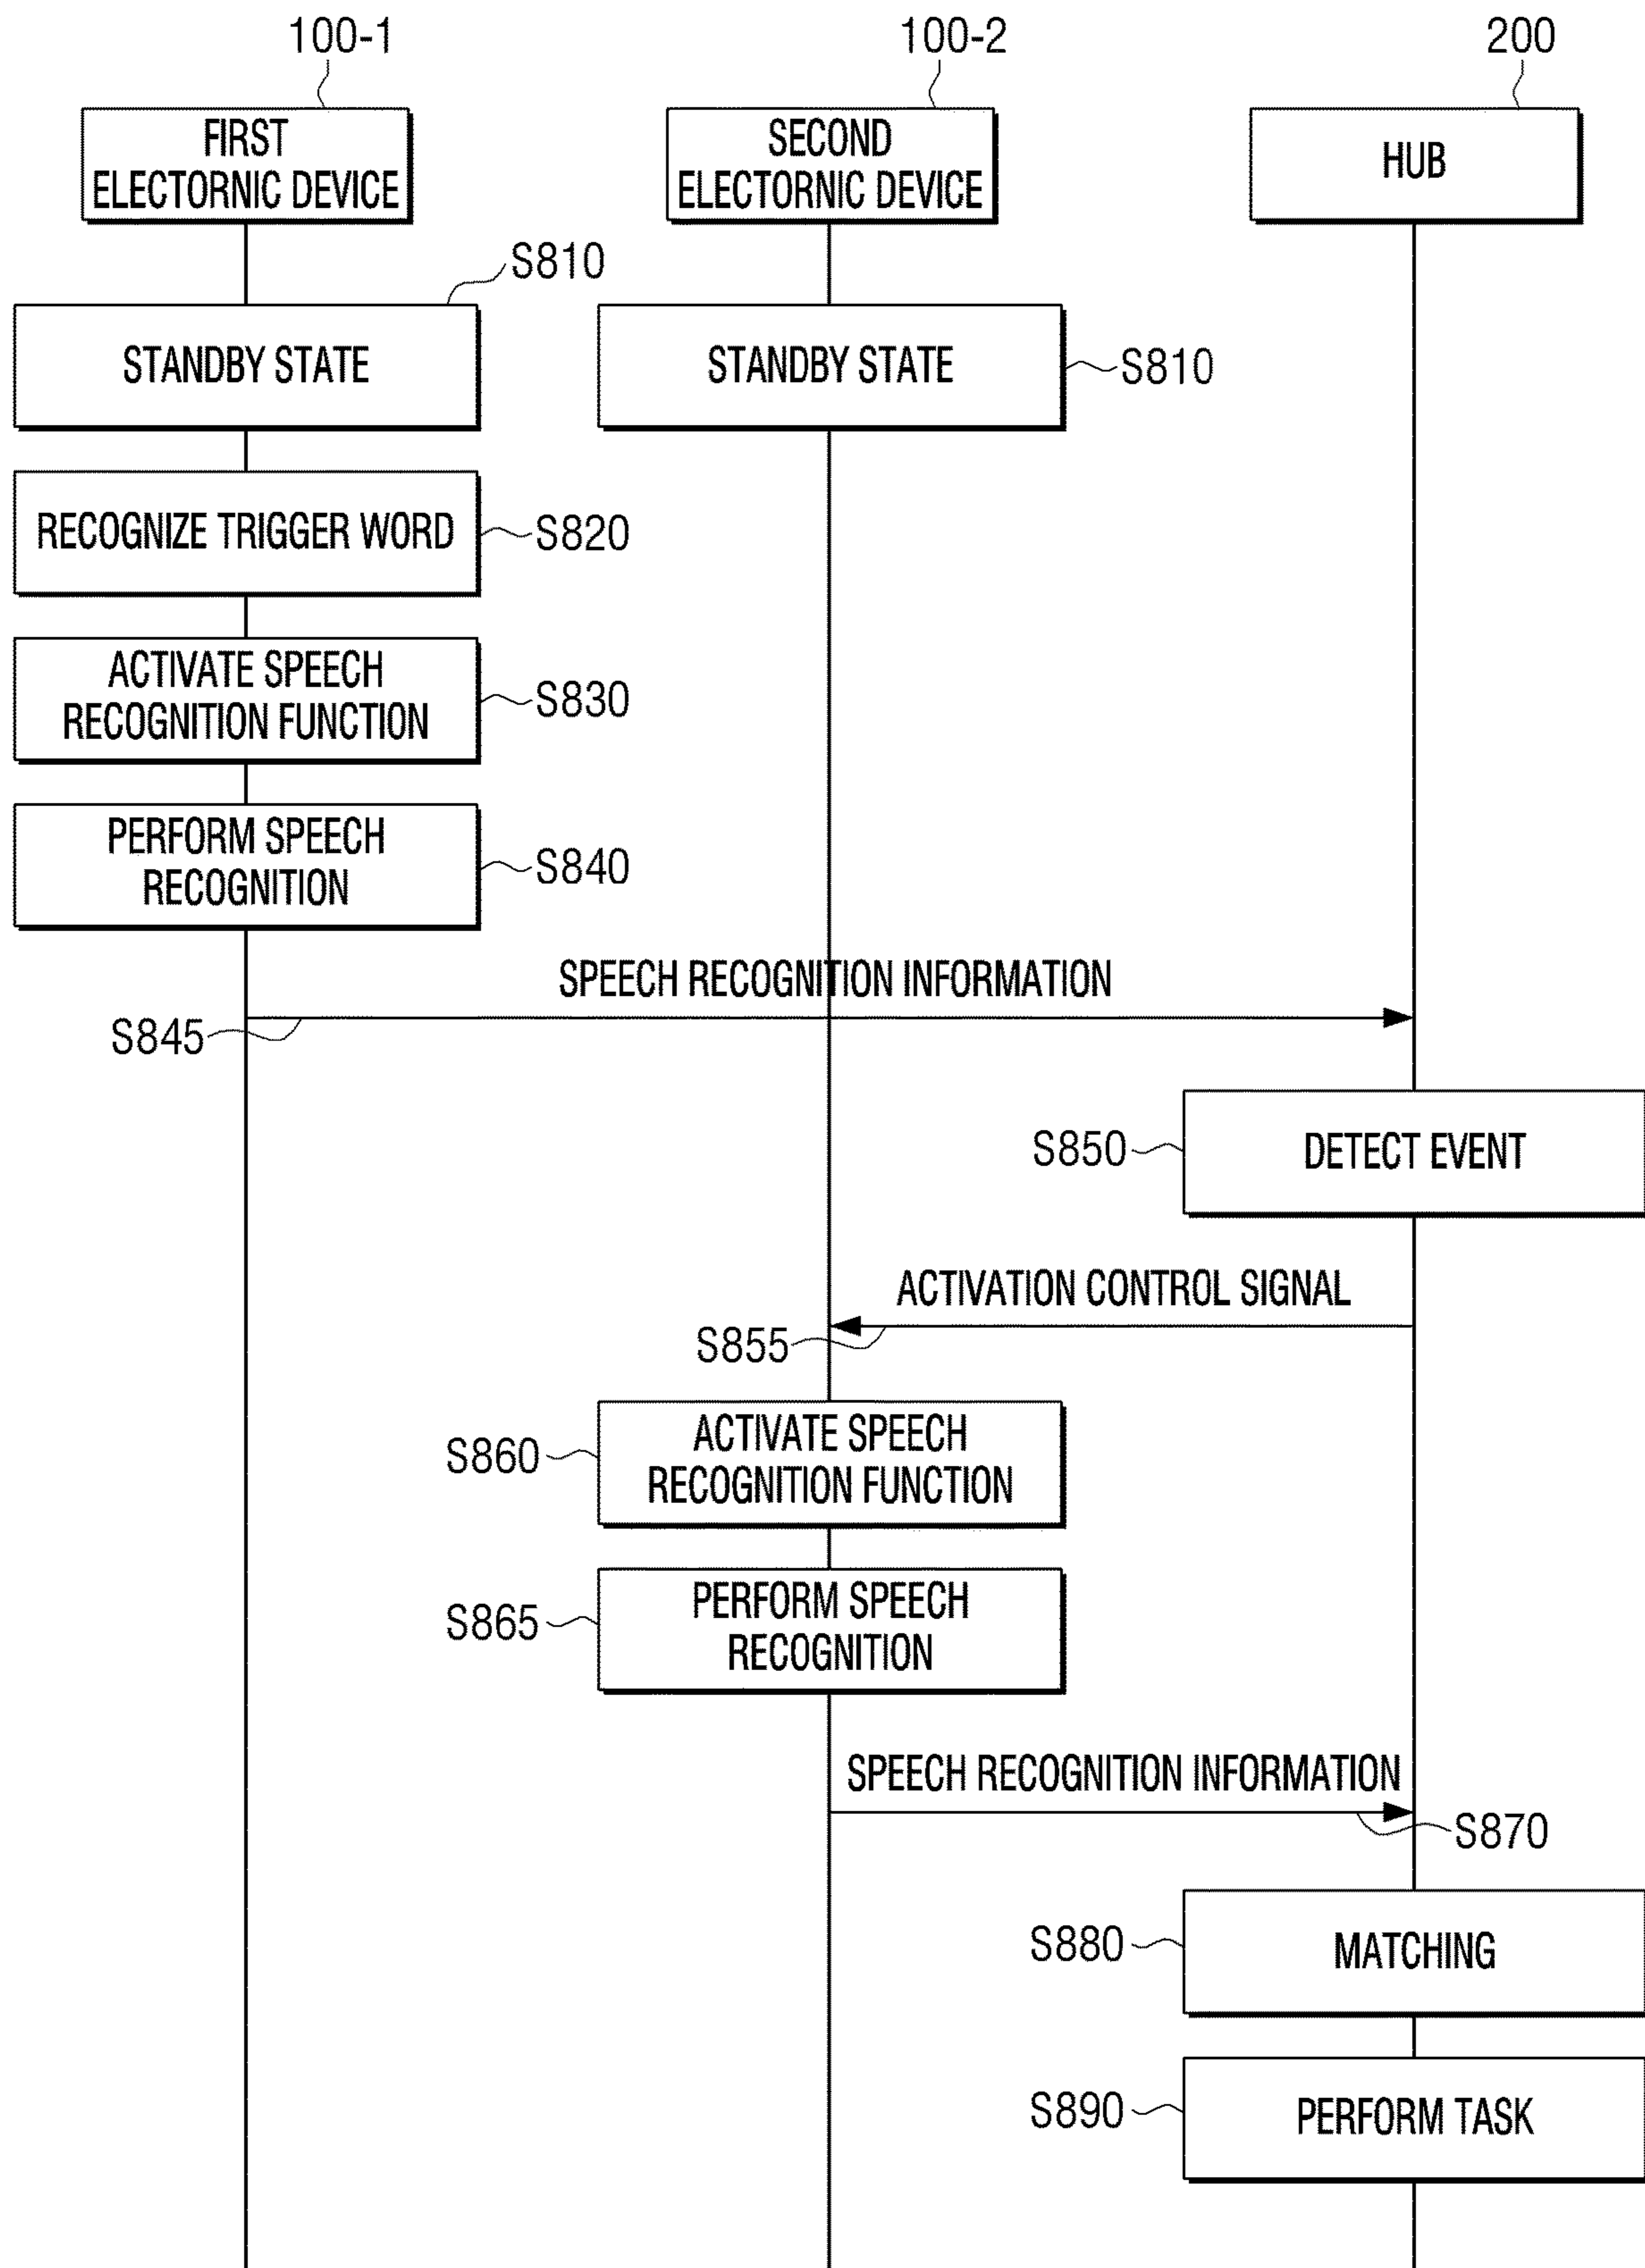 100-1
100-2
200
FIRST
ELECTORNIC DEVICE
SECOND
ELECTORNIC DEVICE
HUB
S810
STANDBY STATE
STANDBY STATE
S810
RECOGNIZE TRIGGER WORD
S820
ACTIVATE SPEECH
RECOGNITION FUNCTION
S830
PERFORM SPEECH
RECOGNITION
S840
SPEECH RECOGNITION INFORMATION
S845
S850
DETECT EVENT
ACTIVATION CONTROL SIGNAL
S855
S860
ACTIVATE SPEECH
RECOGNITION FUNCTION
S865
PERFORM SPEECH
RECOGNITION
SPEECH RECOGNITION INFORMATION
S870
S880
MATCHING
S890
PERFORM TASK